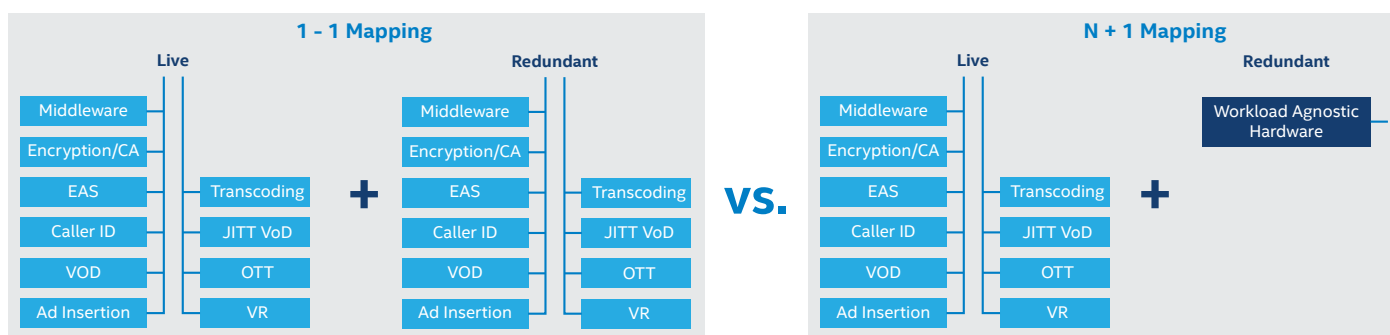 1 - 1 Mapping
Live
Redundant
Middleware
Encryption/CA
EAS
Caller ID
VOD
Ad Insertion
Transcoding
JITT VoD
OTT
VR
+
Middleware
Encryption/CA
EAS
Caller ID
VOD
Ad Insertion
Transcoding
JITT VoD
OTT
VR
vs.
N + 1 Mapping
Live
Redundant
Middleware
Encryption/CA
EAS
Caller ID
VOD
Ad Insertion
Transcoding
JITT VoD
OTT
VR
+
Workload Agnostic
Hardware